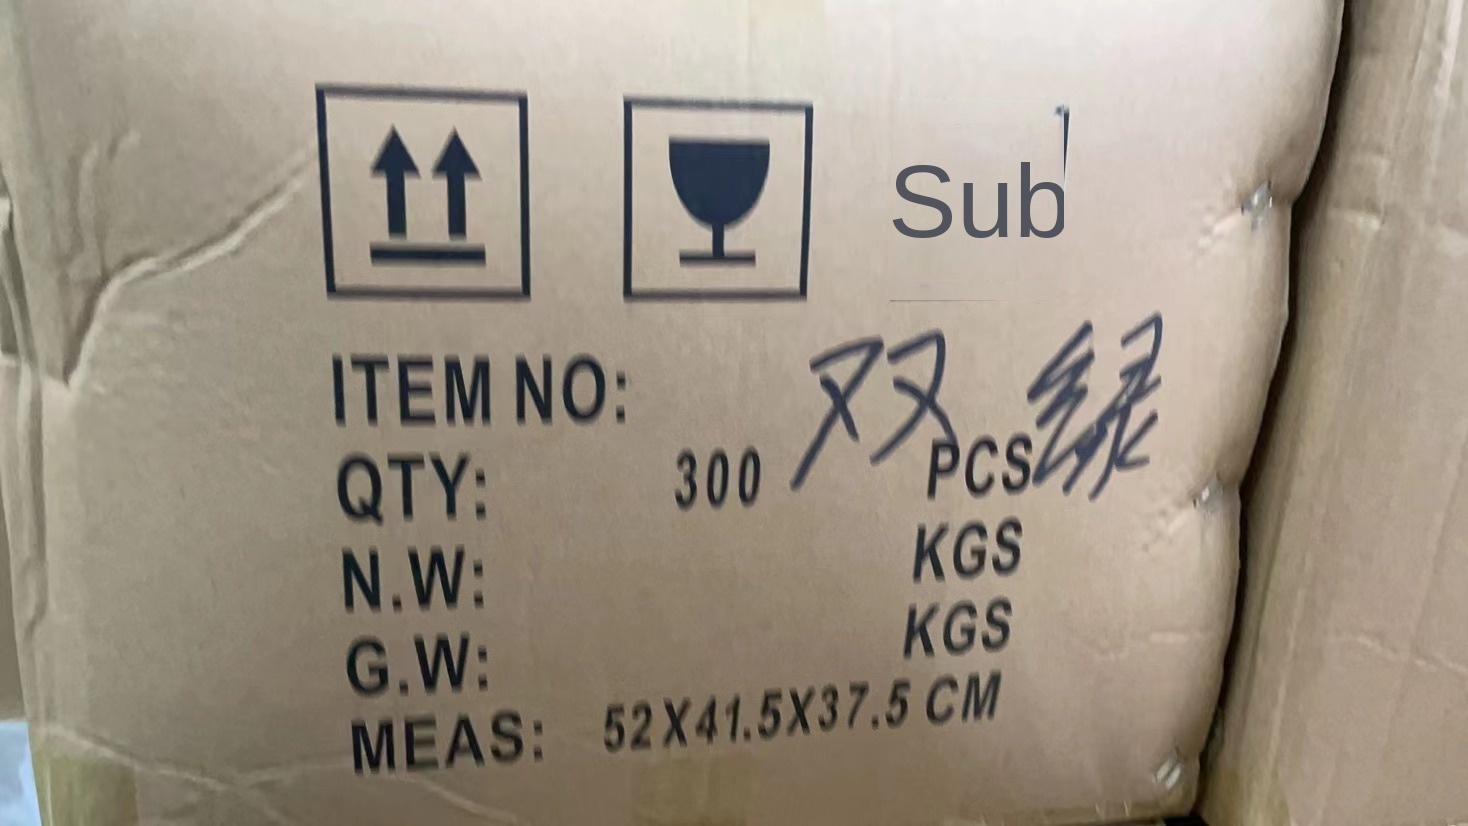 Sub
ITEM NO: 双绿
QTY: 300 PCS
N.W: KGS
G.W: KGS
MEAS: 52X41.5X37.5 CM